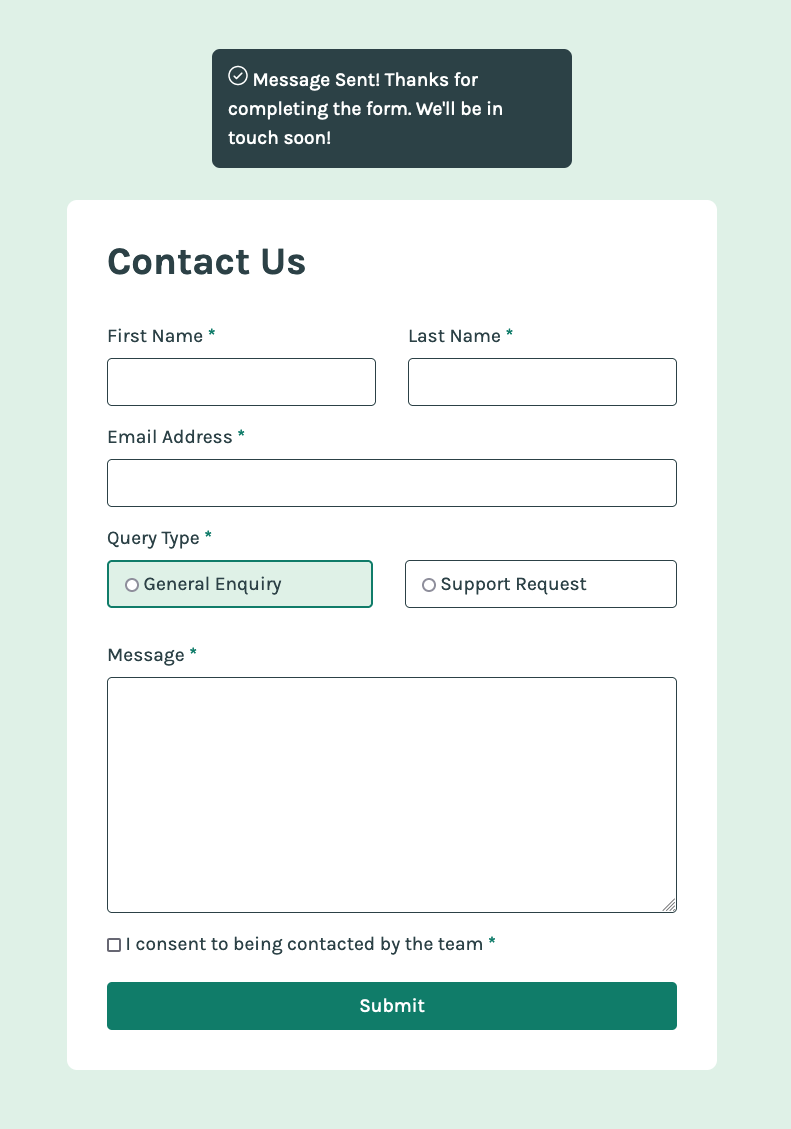 Message Sent! Thanks for
completing the form. We'll be in
touch soon!
Contact Us
First Name *
Last Name *
Email Address *
Query Type *
General Enquiry
Support Request
Message *
I consent to being contacted by the team *
Submit